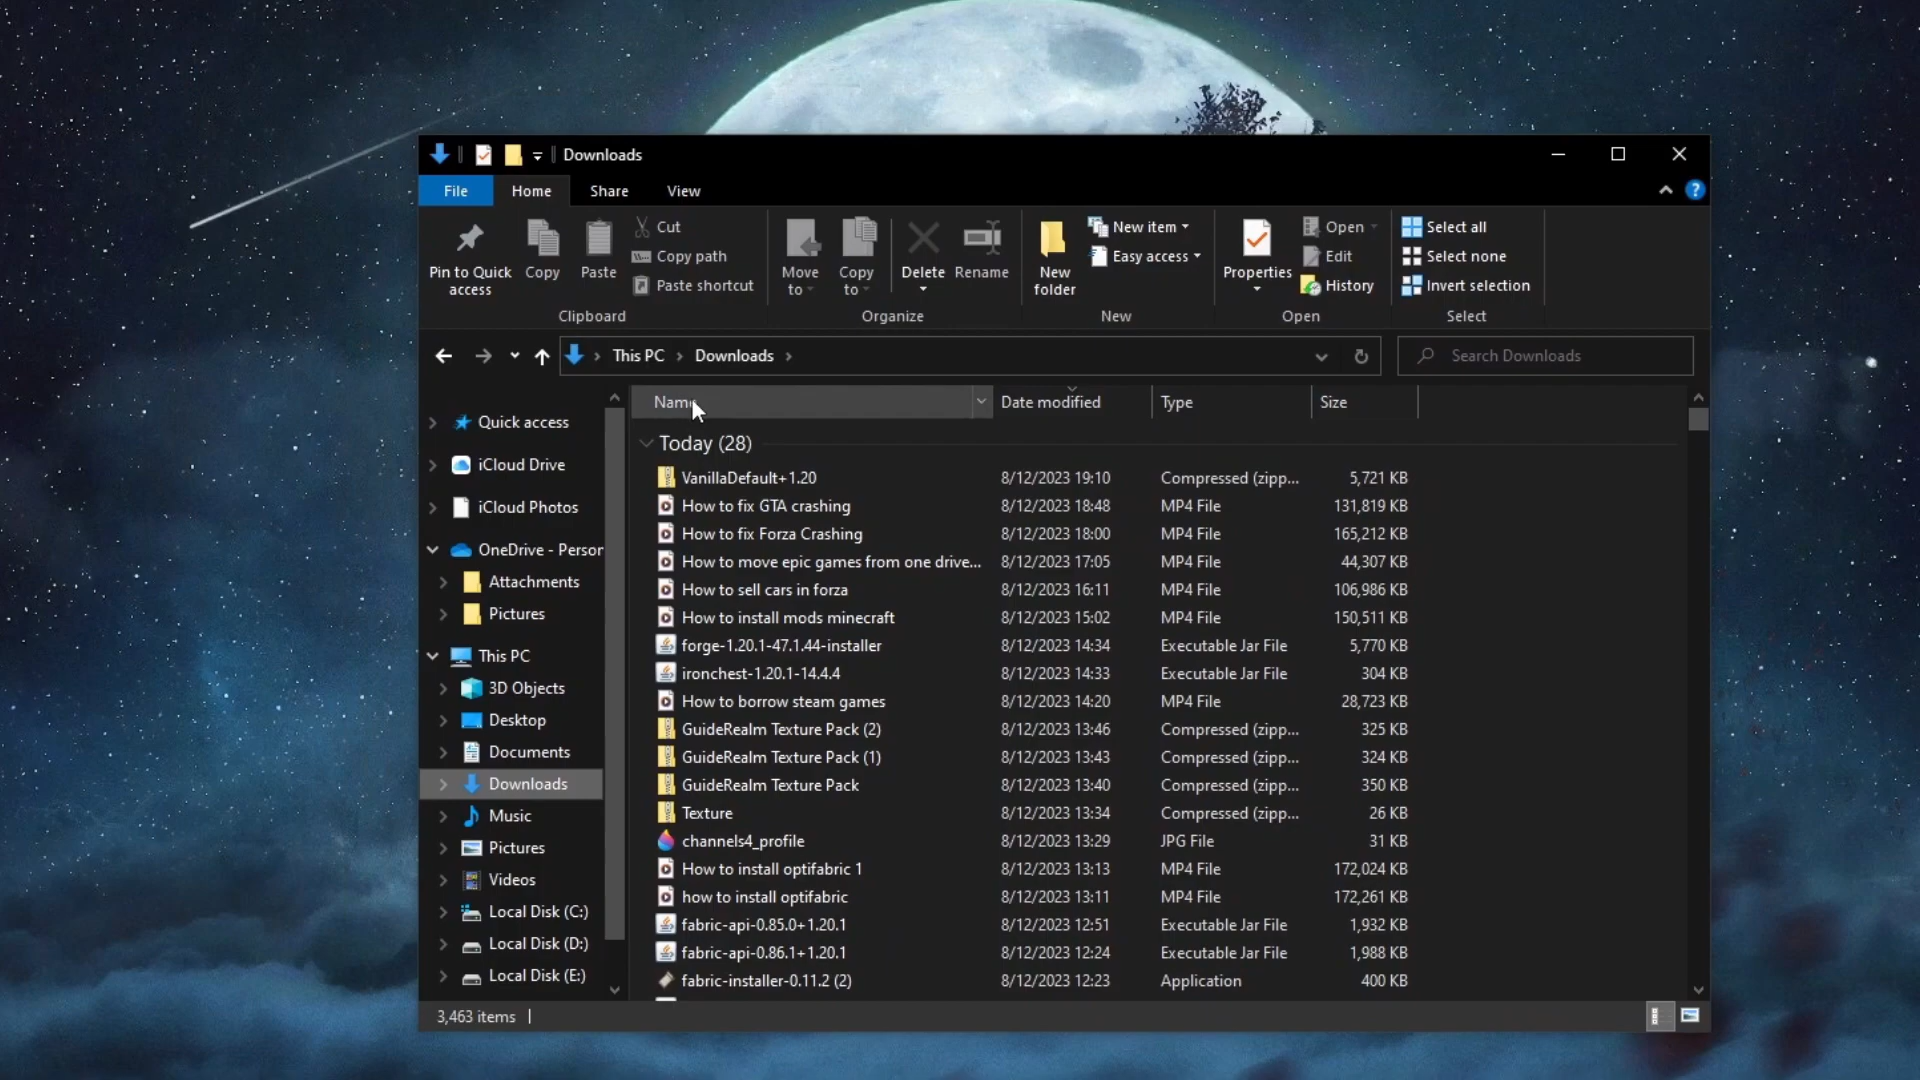 Downloads
File Home Share View
Pin to Quick access
Copy
Paste
Cut
Copy path
Paste shortcut
Clipboard
Move to
Copy to
Delete
Rename
Organize
New folder
New item
Easy access
New
Properties
Open
Edit
History
Open
Select all
Select none
Invert selection
Select
This PC Downloads
Search Downloads
Quick access
iCloud Drive
iCloud Photos
OneDrive - Person
Attachments
Pictures
This PC
3D Objects
Desktop
Documents
Downloads
Music
Pictures
Videos
Local Disk (C:)
Local Disk (D:)
Local Disk (E:)
Name Date modified Type Size
Today (28)
VanillaDefault+1.20 8/12/2023 19:10 Compressed (zipp... 5,721 KB
How to fix GTA crashing 8/12/2023 18:48 MP4 File 131,819 KB
How to fix Forza Crashing 8/12/2023 18:00 MP4 File 165,212 KB
How to move epic games from one drive... 8/12/2023 17:05 MP4 File 44,307 KB
How to sell cars in forza 8/12/2023 16:11 MP4 File 106,986 KB
How to install mods minecraft 8/12/2023 15:02 MP4 File 150,511 KB
forge-1.20.1-47.1.44-installer 8/12/2023 14:34 Executable Jar File 5,770 KB
ironchest-1.20.1-14.4.4 8/12/2023 14:33 Executable Jar File 304 KB
How to borrow steam games 8/12/2023 14:20 MP4 File 28,723 KB
GuideRealm Texture Pack (2) 8/12/2023 13:46 Compressed (zipp... 325 KB
GuideRealm Texture Pack (1) 8/12/2023 13:43 Compressed (zipp... 324 KB
GuideRealm Texture Pack 8/12/2023 13:40 Compressed (zipp... 350 KB
Texture 8/12/2023 13:34 Compressed (zipp... 26 KB
channels4_profile 8/12/2023 13:29 JPG File 31 KB
How to install optifabric 1 8/12/2023 13:13 MP4 File 172,024 KB
how to install optifabric 8/12/2023 13:11 MP4 File 172,261 KB
fabric-api-0.85.0+1.20.1 8/12/2023 12:51 Executable Jar File 1,932 KB
fabric-api-0.86.1+1.20.1 8/12/2023 12:24 Executable Jar File 1,988 KB
fabric-installer-0.11.2 (2) 8/12/2023 12:23 Application 400 KB
3,463 items